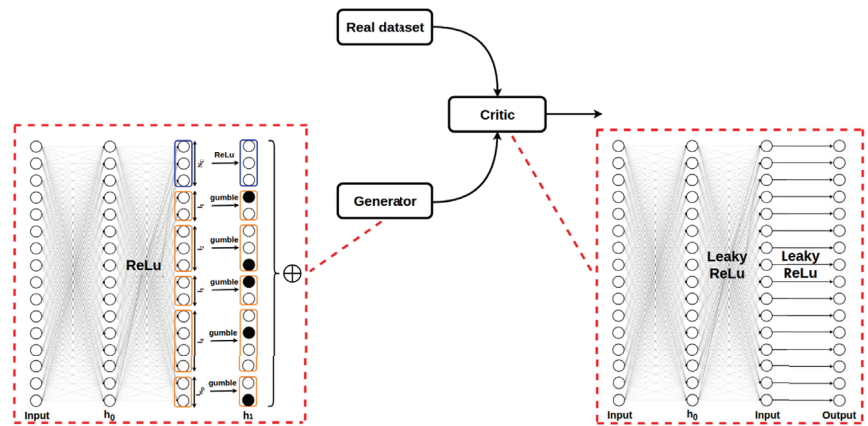 Real dataset
Critic
Generator
ReLu
gumble
gumble
gumble
gumble
gumble
ReLu
Input
h0
h1
Leaky
ReLu
Leaky
ReLu
Input
h0
Input
Output